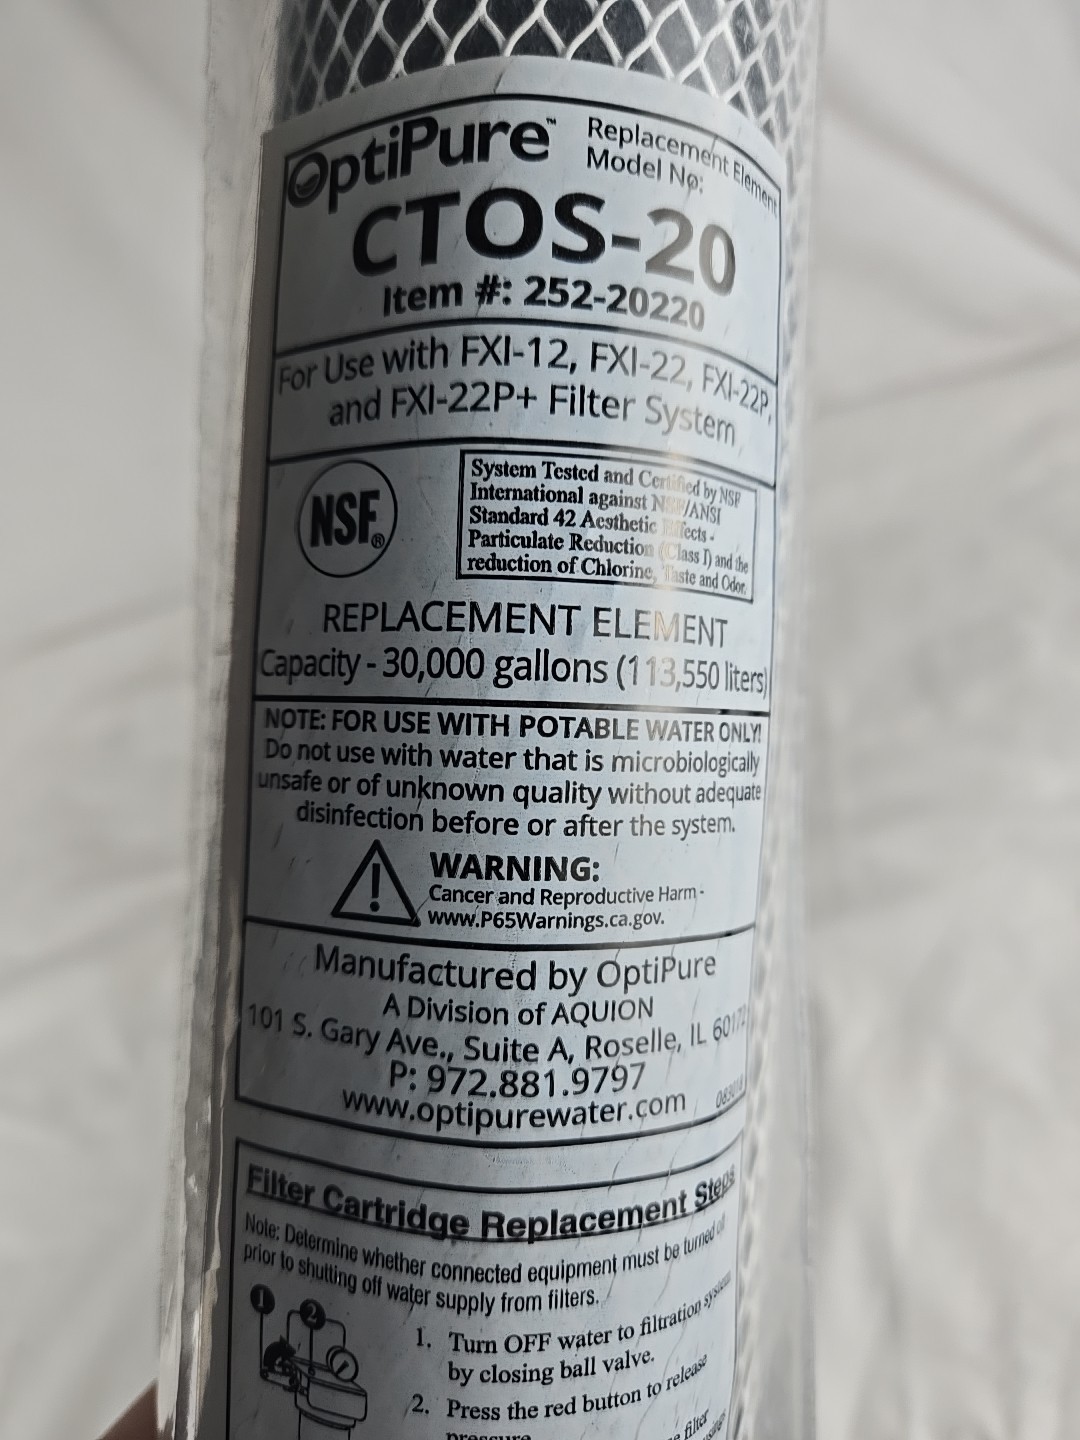 OptiPure™
Replacement Element
Model No:
CTOS-20
Item #: 252-20220
For Use with FXI-12, FXI-22, FXI-22P,
and FXI-22P+ Filter System
NSF®
System Tested and Certified by NSF
International against NSF/ANSI
Standard 42 Aesthetic Effects -
Particulate Reduction (Class I) and the
reduction of Chlorine, Taste and Odor.
REPLACEMENT ELEMENT
Capacity - 30,000 gallons (113,550 liters)
NOTE: FOR USE WITH POTABLE WATER ONLY!
Do not use with water that is microbiologically
unsafe or of unknown quality without adequate
disinfection before or after the system.
WARNING:
Cancer and Reproductive Harm -
www.P65Warnings.ca.gov.
Manufactured by OptiPure
A Division of AQUION
101 S. Gary Ave., Suite A, Roselle, IL 60172
P: 972.881.9797
www.optipurewater.com
Filter Cartridge Replacement Steps
Note: Determine whether connected equipment must be turned off
prior to shutting off water supply from filters.
1 2
1. Turn OFF water to filtration system
by closing ball valve.
2. Press the red button to release
pressure
filter